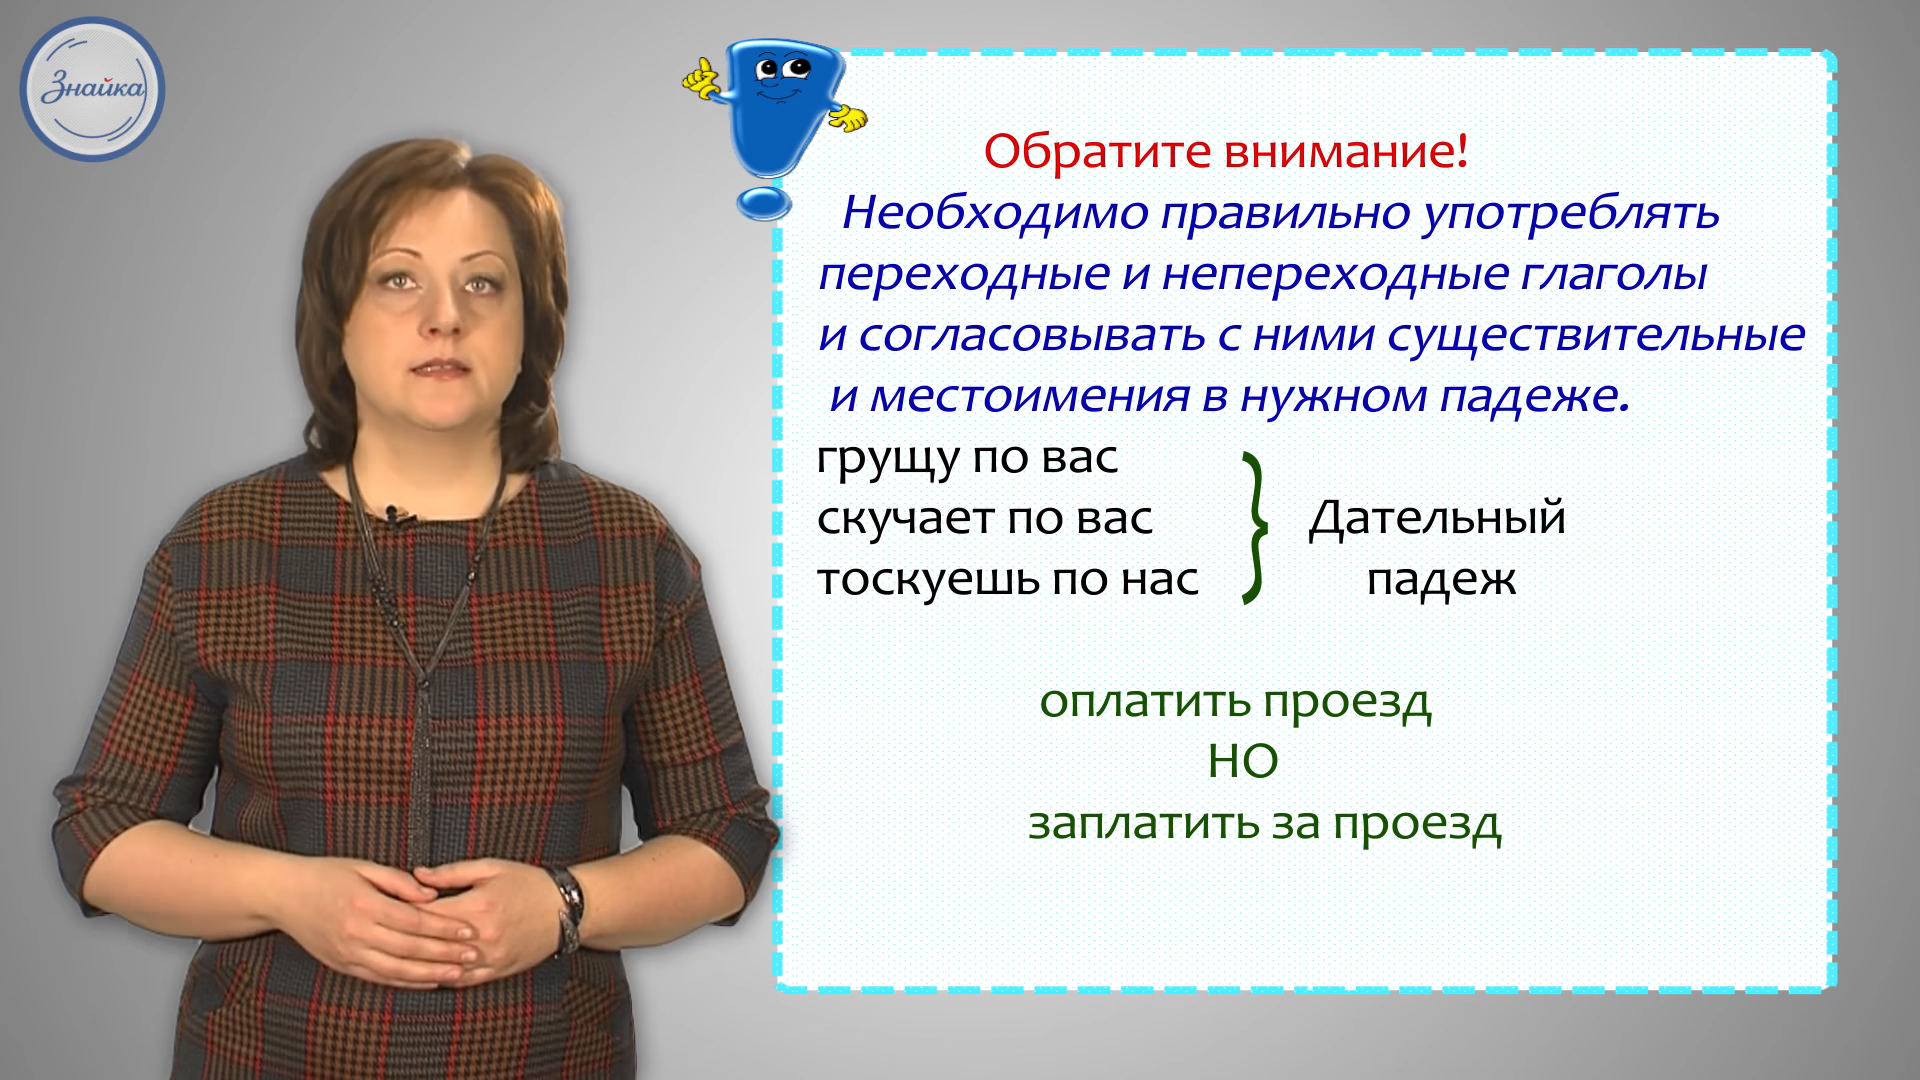 Знайка
Обратите внимание!
Необходимо правильно употреблять
переходные и непереходные глаголы
и согласовывать с ними существительные
и местоимения в нужном падеже.
грущу по вас
скучает по вас
тоскуешь по нас
Дательный
падеж
оплатить проезд
НО
заплатить за проезд